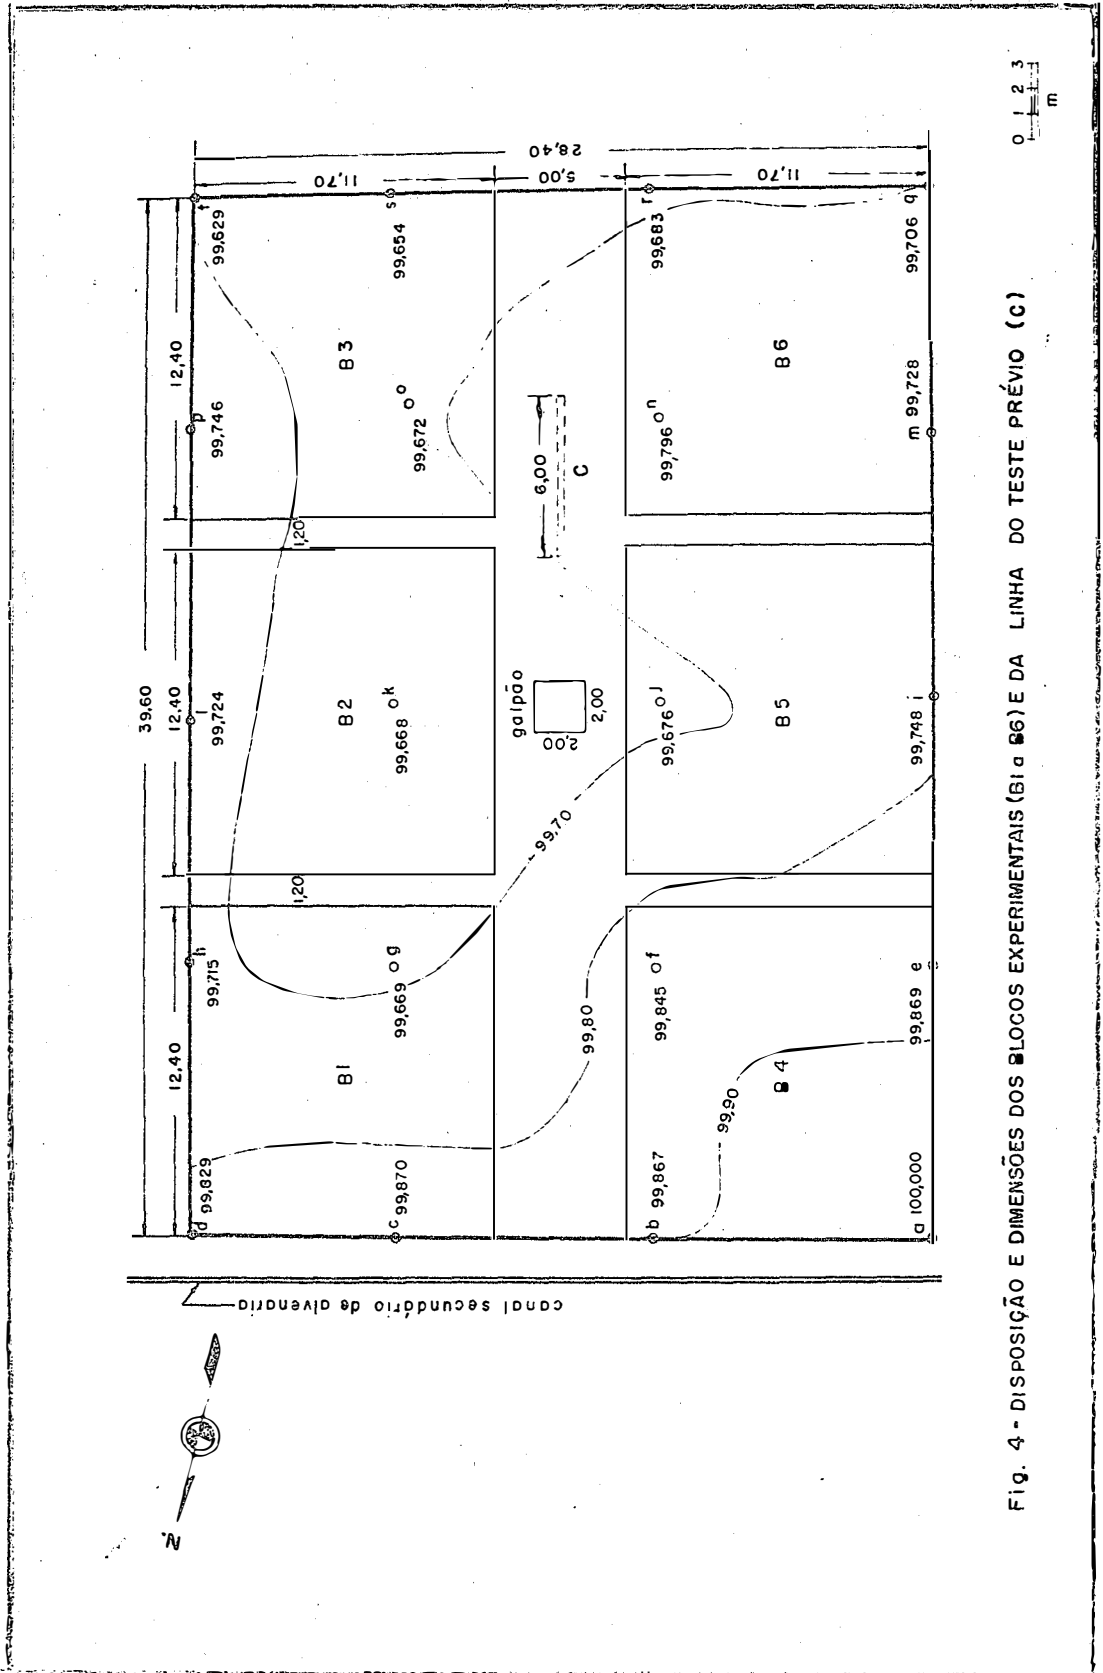 39,60
12,40
12,40
12,40
d 99,829
h
99,715
l
99,724
p
99,746
t
99,629
1,20
1,20
11,70
5,00
11,70
28,40
B1
B2
B3
c 99,870
99,669 g
99,668 k
99,672 o
s
99,654
galpão
2,00
2,00
6,00
C
99,70
99,80
99,90
b 99,867
99,845 f
99,676 j
99,796 n
r
99,683
B4
B5
B6
a 100,000
99,869 e
99,748 i
m 99,728
99,706 q
canal secundário de alvenaria
N.
0 1 2 3
m
Fig. 4 - DISPOSIÇÃO E DIMENSÕES DOS BLOCOS EXPERIMENTAIS (B1 a B6) E DA LINHA DO TESTE PRÉVIO (C)